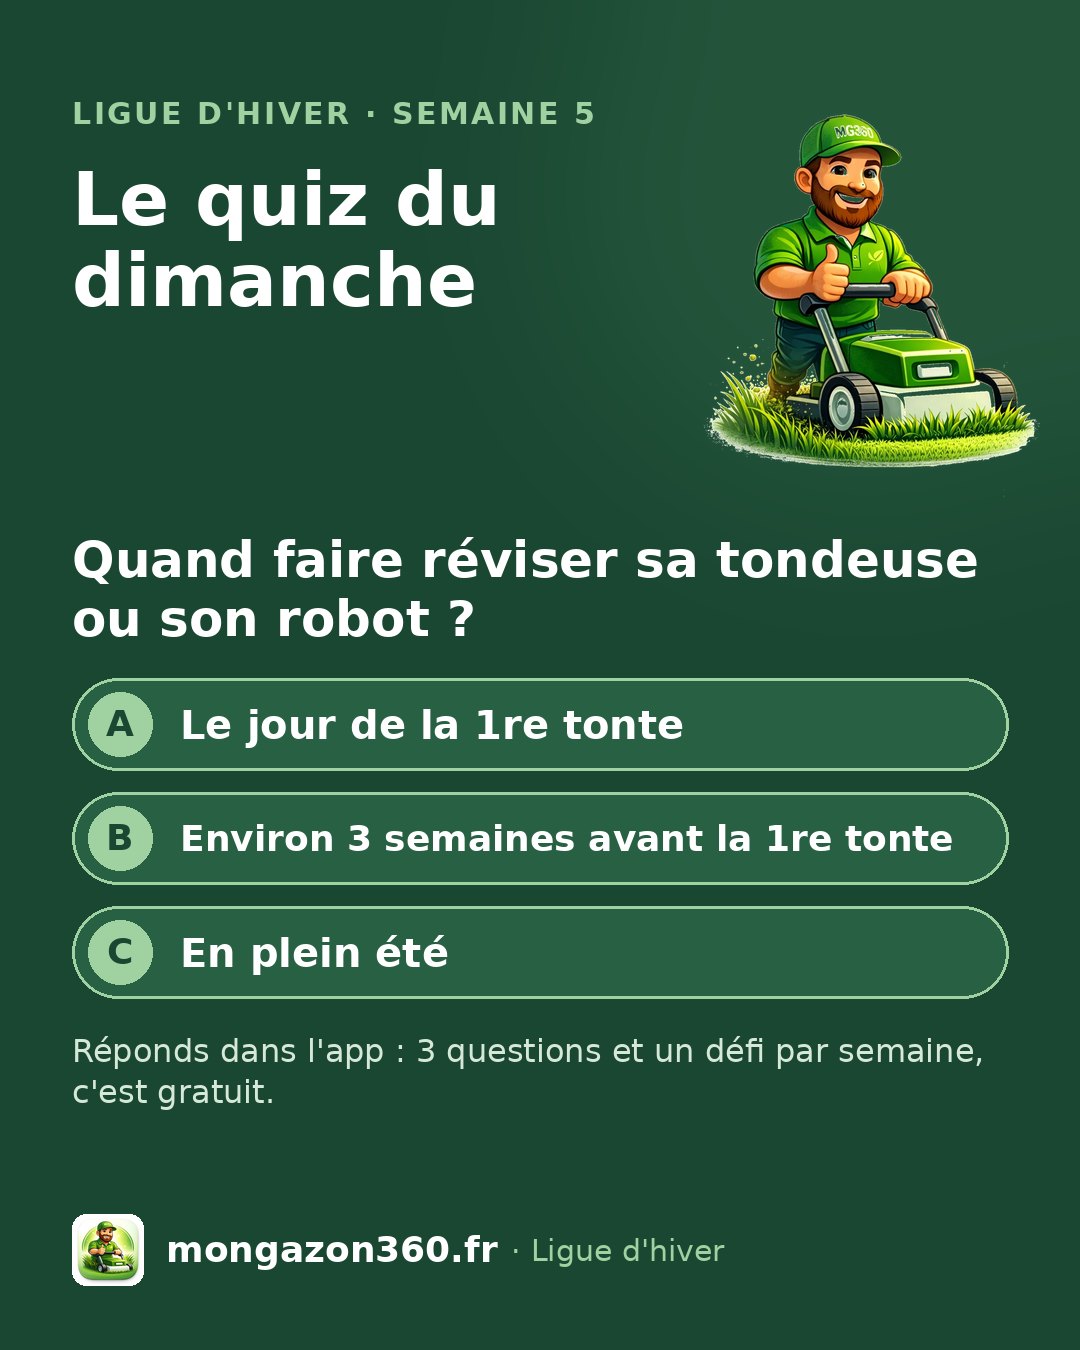 LIGUE D'HIVER · SEMAINE 5
Le quiz du
dimanche
MG360
Quand faire réviser sa tondeuse
ou son robot ?
A Le jour de la 1re tonte
B Environ 3 semaines avant la 1re tonte
C En plein été
Réponds dans l'app : 3 questions et un défi par semaine,
c'est gratuit.
mongazon360.fr · Ligue d'hiver